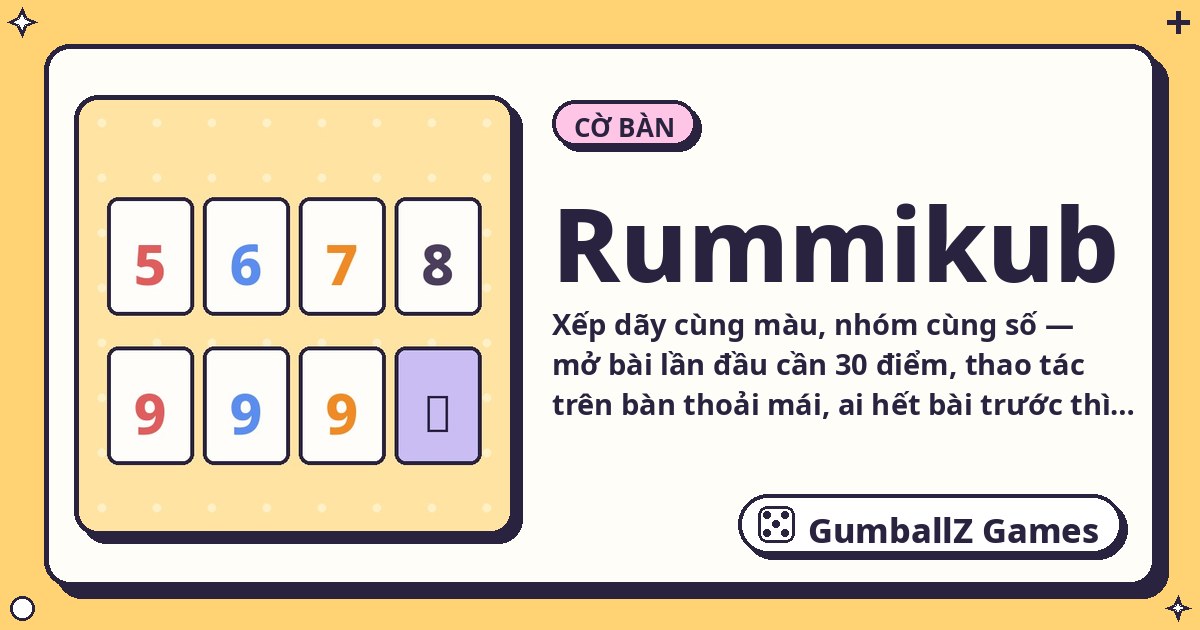 5 6 7 8
9 9 9
CỜ BÀN
Rummikub
Xếp dãy cùng màu, nhóm cùng số —
mở bài lần đầu cần 30 điểm, thao tác
trên bàn thoải mái, ai hết bài trước thì...
GumballZ Games